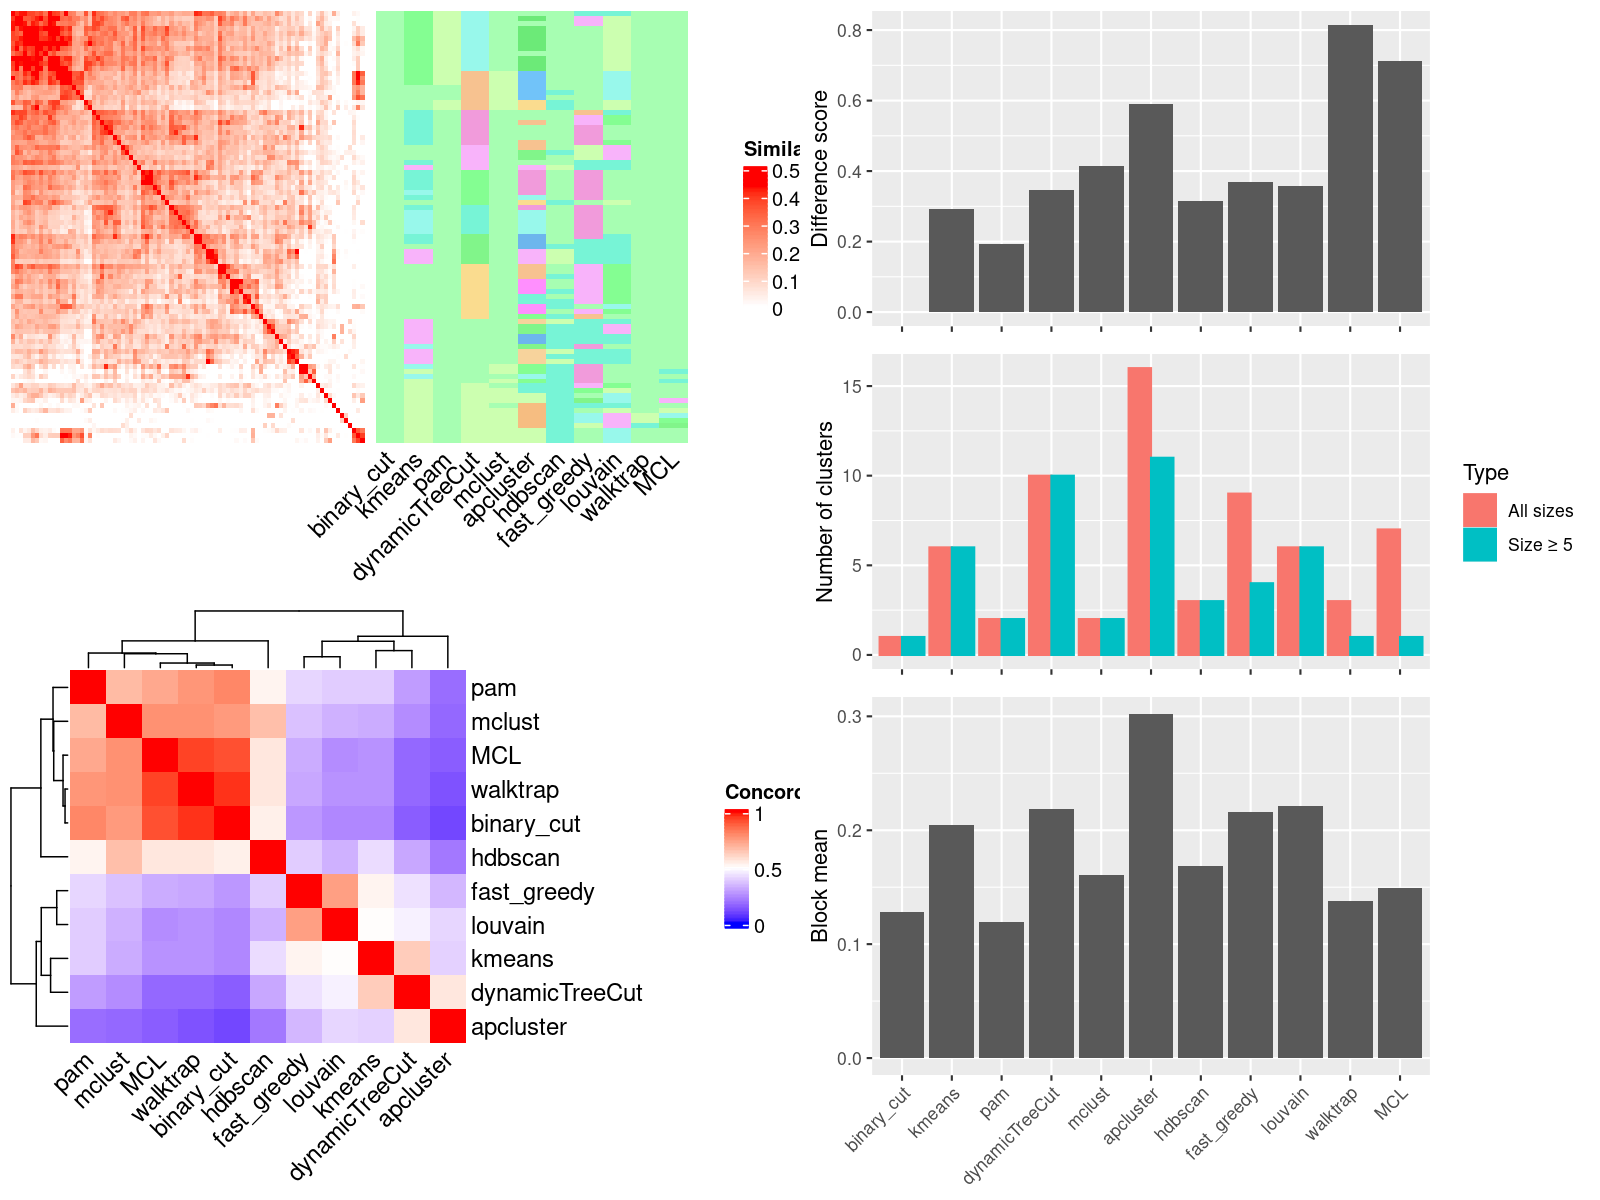 Simila
0.5
0.4
0.3
0.2
0.1
0
binary_cut
kmeans
pam
dynamicTreeCut
mclust
apcluster
hdbscan
fast_greedy
louvain
walktrap
MCL
pam
mclust
MCL
walktrap
binary_cut
hdbscan
fast_greedy
louvain
kmeans
dynamicTreeCut
apcluster
Concord
1
0.5
0
pam
mclust
MCL
walktrap
binary_cut
hdbscan
fast_greedy
louvain
kmeans
dynamicTreeCut
apcluster
Difference score
0.8
0.6
0.4
0.2
0.0
Number of clusters
15
10
5
0
Type
All sizes
Size ≥ 5
Block mean
0.3
0.2
0.1
0.0
binary_cut
kmeans
pam
dynamicTreeCut
mclust
apcluster
hdbscan
fast_greedy
louvain
walktrap
MCL